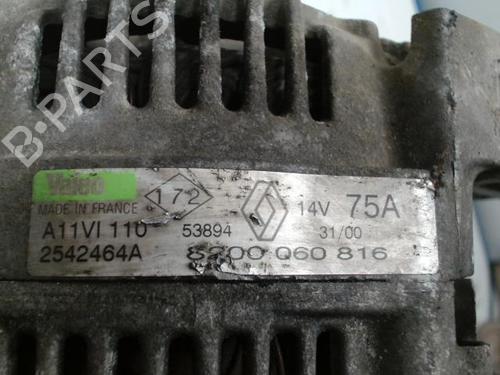 B-PARTS
Valeo
MADE IN FRANCE
172
14V 75A
A11VI 110 53894 31/00
2542464A 8200 060 816